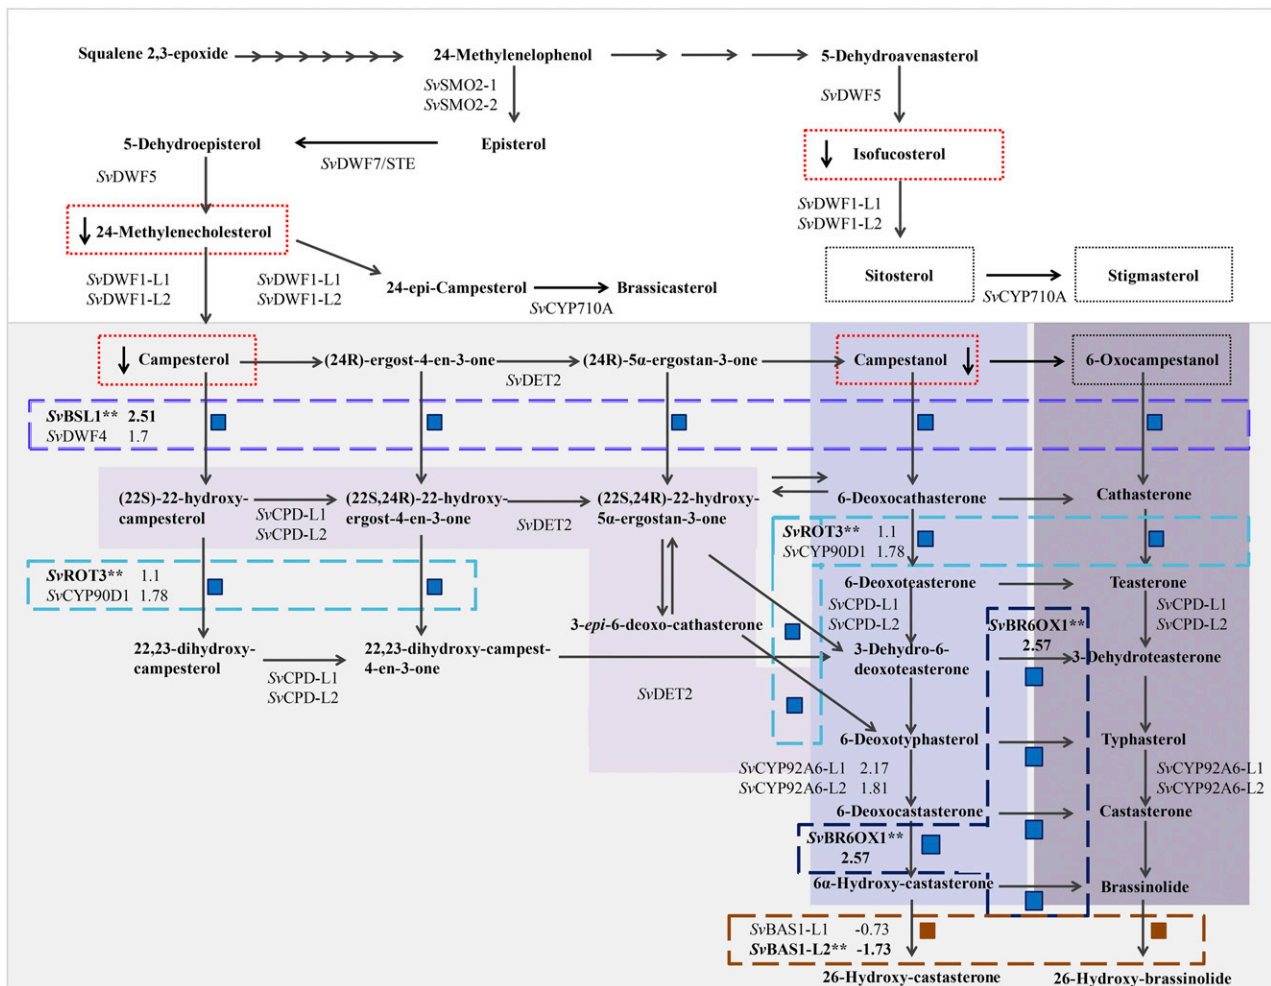 Squalene 2,3-epoxide
24-Methylenelophenol
5-Dehydroavenasterol
SvSMO2-1
SvSMO2-2
SvDWF5
5-Dehydroepisterol
SvDWF7/STE
Episterol
Isofucosterol
SvDWF5
24-Methylenecholesterol
SvDWF1-L1
SvDWF1-L2
SvDWF1-L1
SvDWF1-L2
SvDWF1-L1
SvDWF1-L2
24-epi-Campesterol
SvCYP710A
Brassicasterol
Sitosterol
SvCYP710A
Stigmasterol
Campesterol
(24R)-ergost-4-en-3-one
SvDET2
(24R)-5α-ergostan-3-one
Campestanol
6-Oxocampestanol
SvBSL1** 2.51
SvDWF4 1.7
(22S)-22-hydroxy-
campesterol
SvCPD-L1
SvCPD-L2
(22S,24R)-22-hydroxy-
ergost-4-en-3-one
SvDET2
(22S,24R)-22-hydroxy-
5α-ergostan-3-one
6-Deoxocathasterone
Cathasterone
SvROT3** 1.1
SvCYP90D1 1.78
SvROT3** 1.1
SvCYP90D1 1.78
6-Deoxoteasterone
Teasterone
SvCPD-L1
SvCPD-L2
SvCPD-L1
SvCPD-L2
3-epi-6-deoxo-cathasterone
SvBR6OX1**
2.57
22,23-dihydroxy-
campesterol
SvCPD-L1
SvCPD-L2
22,23-dihydroxy-campest-
4-en-3-one
3-Dehydro-6-
deoxoteasterone
3-Dehydroteasterone
SvDET2
6-Deoxotyphasterol
Typhasterol
SvCYP92A6-L1 2.17
SvCYP92A6-L2 1.81
SvCYP92A6-L1
SvCYP92A6-L2
6-Deoxocastasterone
Castasterone
SvBR6OX1**
2.57
6α-Hydroxy-castasterone
Brassinolide
SvBAS1-L1 -0.73
SvBAS1-L2** -1.73
26-Hydroxy-castasterone
26-Hydroxy-brassinolide